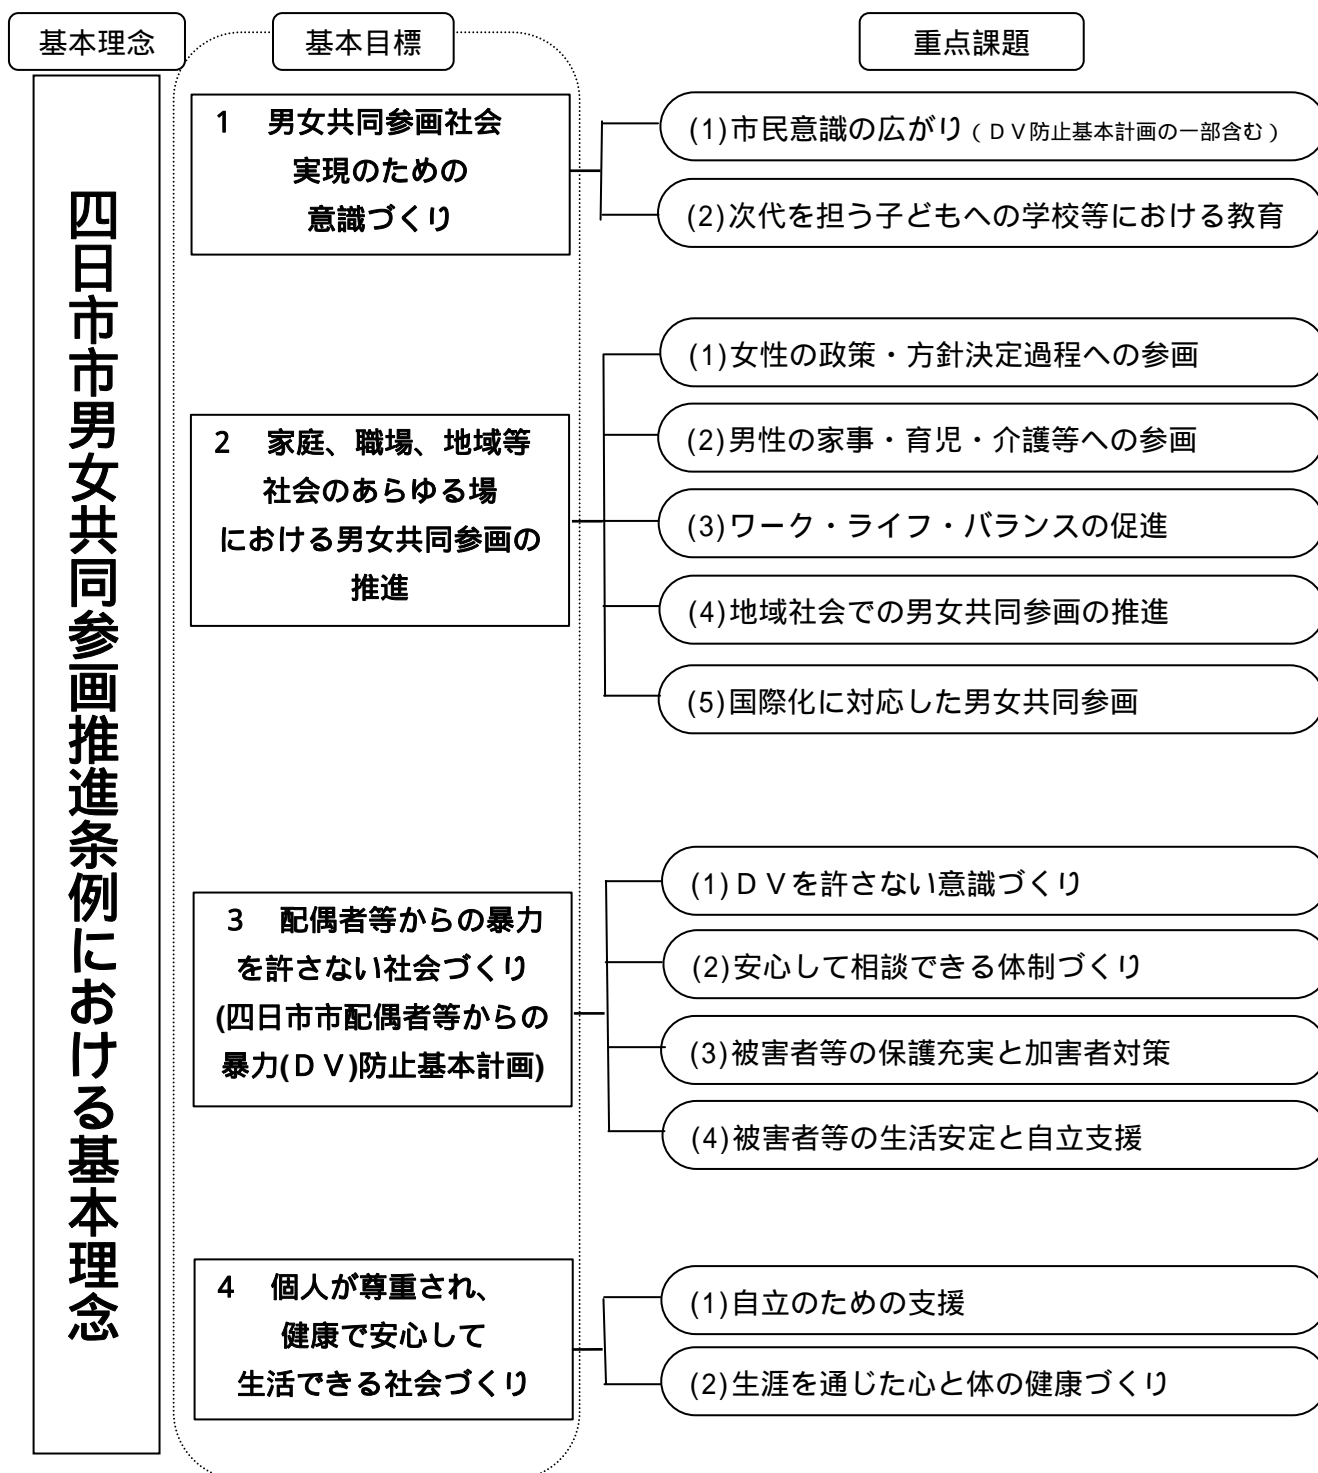 基本理念
基本目標
重点課題
四日市市男女共同参画推進条例における基本理念
1 男女共同参画社会
実現のための
意識づくり
(1)市民意識の広がり（ＤＶ防止基本計画の一部含む）
(2)次代を担う子どもへの学校等における教育
2 家庭、職場、地域等
社会のあらゆる場
における男女共同参画の
推進
(1)女性の政策・方針決定過程への参画
(2)男性の家事・育児・介護等への参画
(3)ワーク・ライフ・バランスの促進
(4)地域社会での男女共同参画の推進
(5)国際化に対応した男女共同参画
3 配偶者等からの暴力
を許さない社会づくり
(四日市市配偶者等からの
暴力(ＤＶ)防止基本計画)
(1)ＤＶを許さない意識づくり
(2)安心して相談できる体制づくり
(3)被害者等の保護充実と加害者対策
(4)被害者等の生活安定と自立支援
4 個人が尊重され、
健康で安心して
生活できる社会づくり
(1)自立のための支援
(2)生涯を通じた心と体の健康づくり